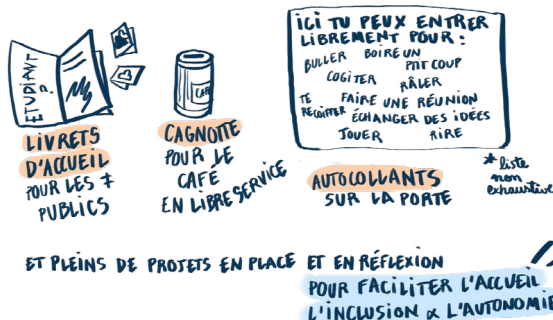 ÉTUDIANT
?
LIVRETS
D'ACCUEIL
POUR LES ≠
PUBLICS
CAFÉ
CAGNOTTE
POUR LE
CAFÉ
EN LIBRE SERVICE
ICI TU PEUX ENTRER
LIBREMENT POUR :
BULLER BOIRE UN
PTIT COUP
COGITER RÂLER
TE
RECOIFFER FAIRE UNE RÉUNION
ÉCHANGER DES IDÉES
JOUER RIRE
AUTOCOLLANTS
SUR LA PORTE
* liste
non
exhaustive
ET PLEINS DE PROJETS EN PLACE ET EN RÉFLEXION
POUR FACILITER L'ACCUEIL
L'INCLUSION & L'AUTONOMIE